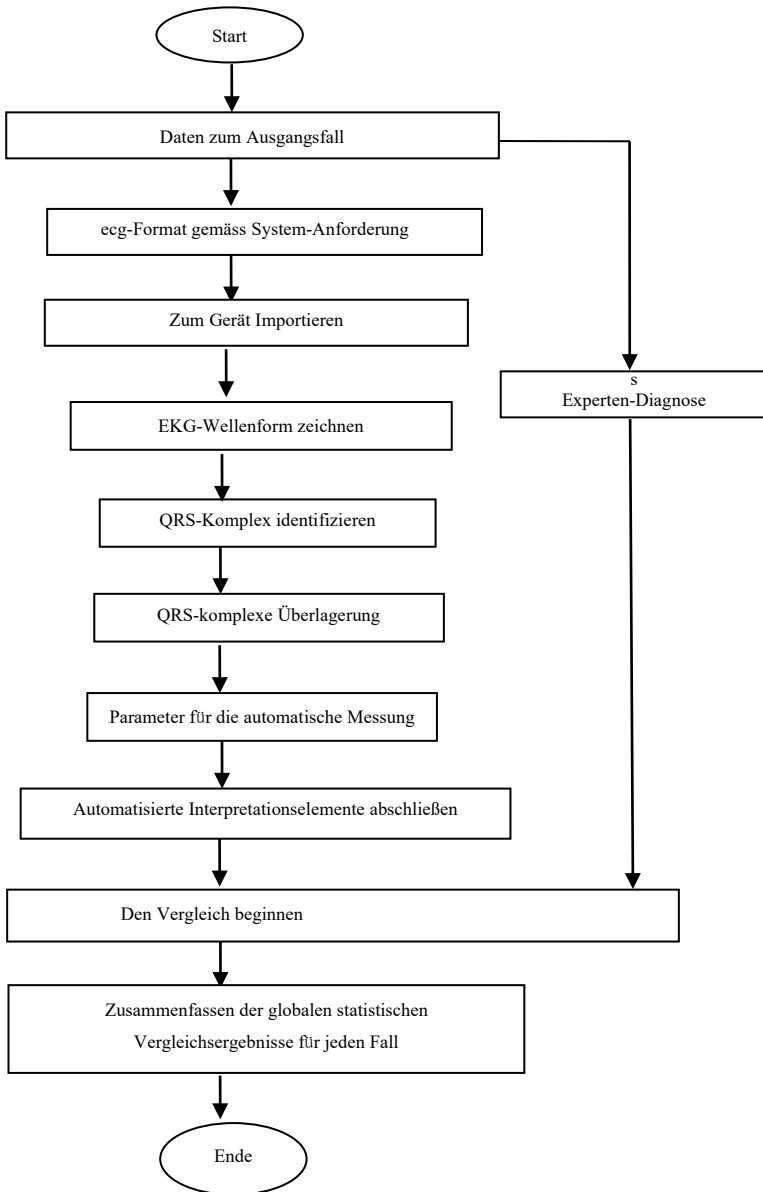 Start
Daten zum Ausgangsfall
ecg-Format gemäss System-Anforderung
Zum Gerät Importieren
s
Experten-Diagnose
EKG-Wellenform zeichnen
QRS-Komplex identifizieren
QRS-komplexe Überlagerung
Parameter für die automatische Messung
Automatisierte Interpretationselemente abschließen
Den Vergleich beginnen
Zusammenfassen der globalen statistischen
Vergleichsergebnisse für jeden Fall
Ende